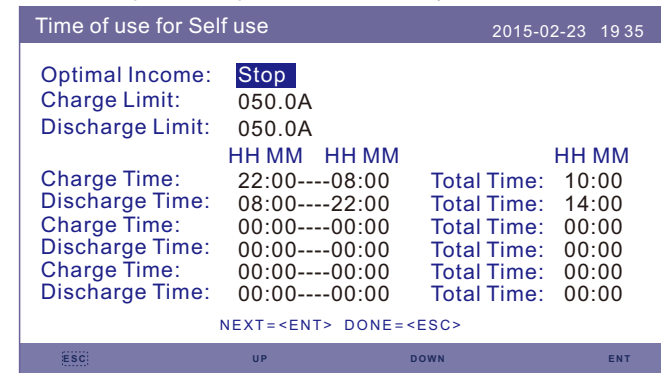 Time of use for Self use 2015-02-23 19 35
Optimal Income: Stop
Charge Limit: 050.0A
Discharge Limit: 050.0A
HH MM HH MM HH MM
Charge Time: 22:00----08:00 Total Time: 10:00
Discharge Time: 08:00----22:00 Total Time: 14:00
Charge Time: 00:00----00:00 Total Time: 00:00
Discharge Time: 00:00----00:00 Total Time: 00:00
Charge Time: 00:00----00:00 Total Time: 00:00
Discharge Time: 00:00----00:00 Total Time: 00:00
NEXT=<ENT> DONE=<ESC>
ESC UP DOWN ENT